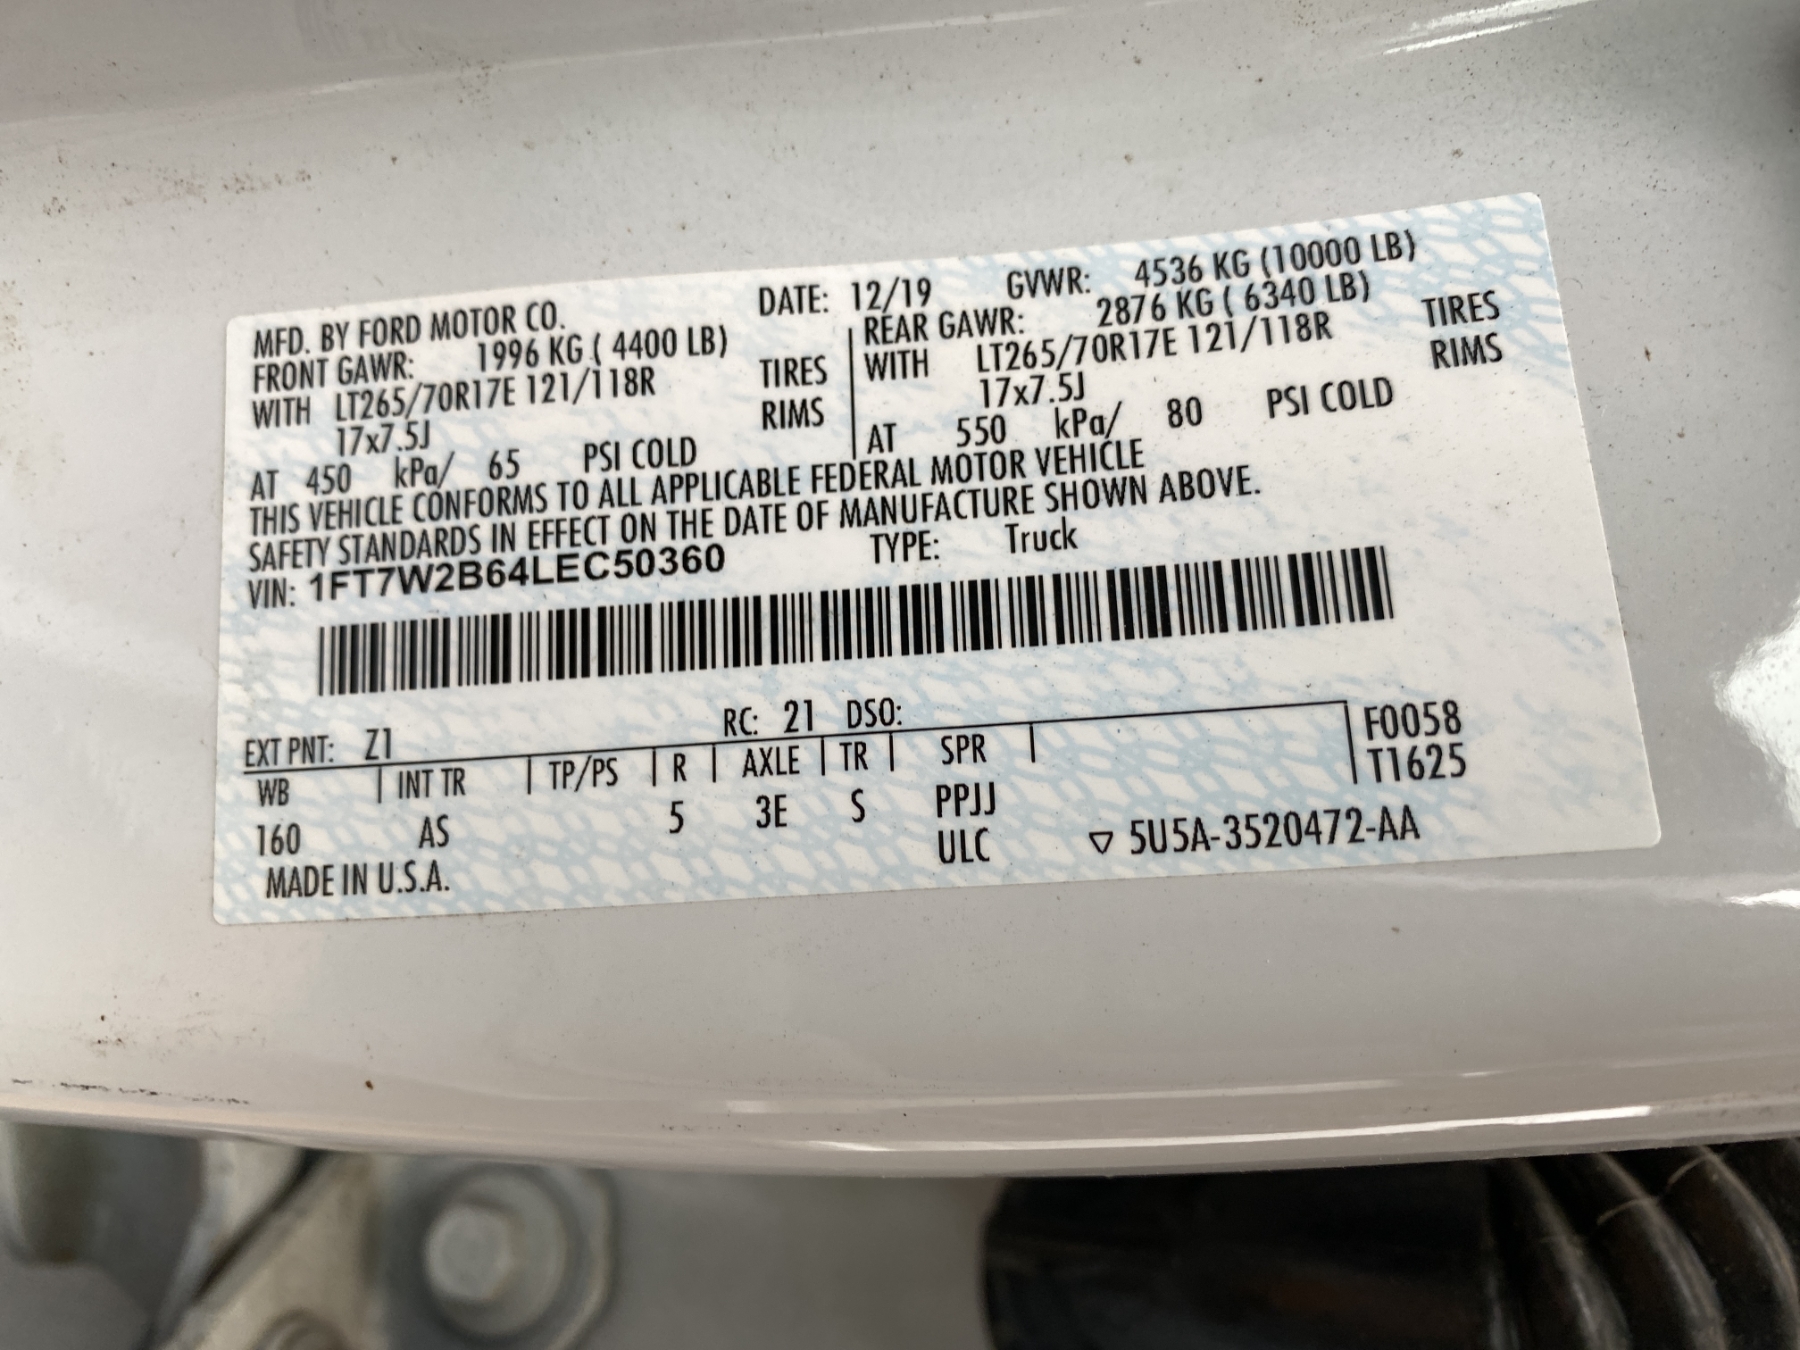 MFD. BY FORD MOTOR CO. DATE: 12/19 GVWR: 4536 KG (10000 LB)
FRONT GAWR: 1996 KG ( 4400 LB) REAR GAWR: 2876 KG ( 6340 LB)
WITH LT265/70R17E 121/118R TIRES WITH LT265/70R17E 121/118R TIRES
17x7.5J RIMS 17x7.5J RIMS
AT 450 kPa/ 65 PSI COLD AT 550 kPa/ 80 PSI COLD
THIS VEHICLE CONFORMS TO ALL APPLICABLE FEDERAL MOTOR VEHICLE
SAFETY STANDARDS IN EFFECT ON THE DATE OF MANUFACTURE SHOWN ABOVE.
VIN: 1FT7W2B64LEC50360 TYPE: Truck
EXT PNT: Z1 RC: 21 DSO: F0058
WB INT TR TP/PS R AXLE TR SPR T1625
160 AS 5 3E S PPJJ
ULC ▽ 5U5A-3520472-AA
MADE IN U.S.A.